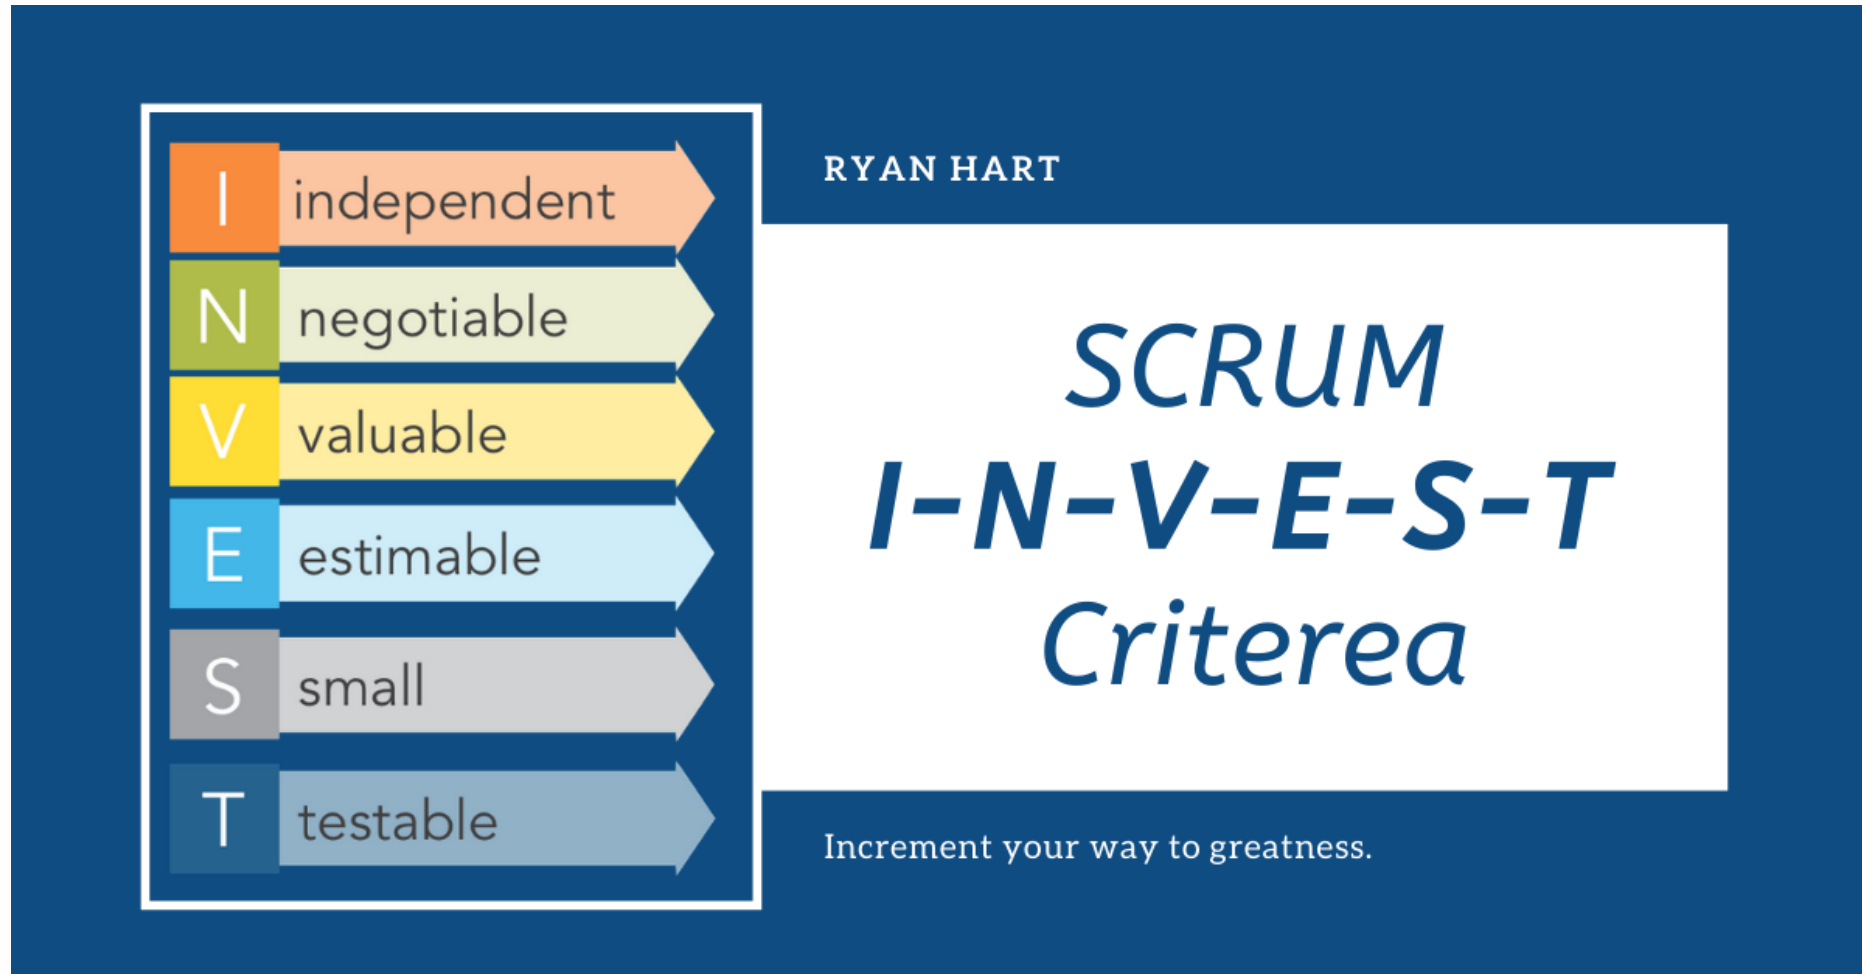 I independent
N negotiable
V valuable
E estimable
S small
T testable
RYAN HART
SCRUM
I-N-V-E-S-T
Criterea
Increment your way to greatness.